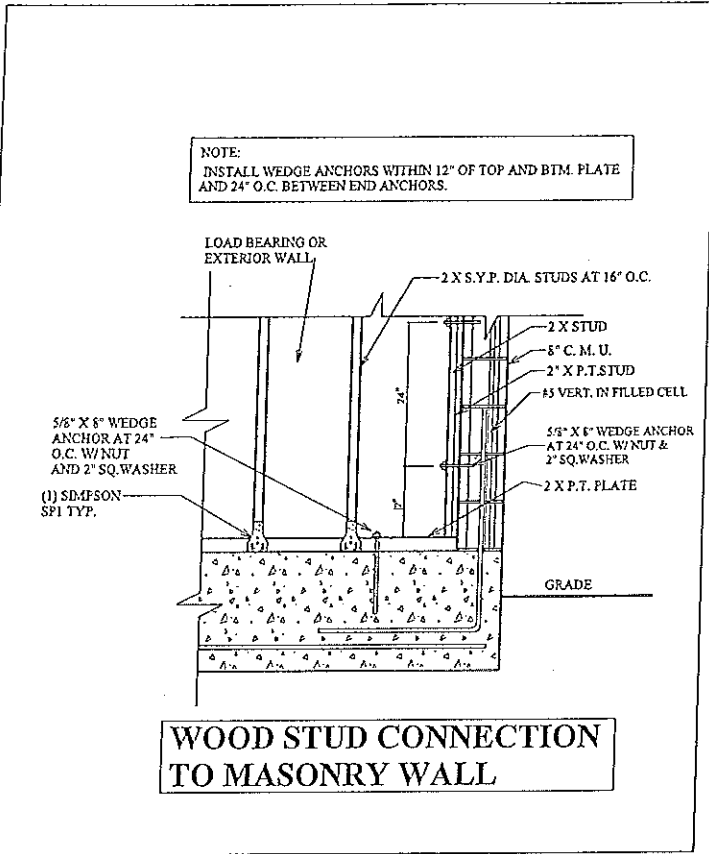 NOTE:
INSTALL WEDGE ANCHORS WITHIN 12" OF TOP AND BTM. PLATE
AND 24" O.C. BETWEEN END ANCHORS.
LOAD BEARING OR
EXTERIOR WALL
2 X S.Y.P. DIA. STUDS AT 16" O.C.
2 X STUD
8" C. M. U.
2" X P.T.STUD
#5 VERT. IN FILLED CELL
24"
5/8" X 8" WEDGE
ANCHOR AT 24"
O.C. W/ NUT
AND 2" SQ.WASHER
5/8" X 6" WEDGE ANCHOR
AT 24" O.C. W/ NUT &
2" SQ.WASHER
12"
2 X P.T. PLATE
(1) SIMPSON
SP1 TYP.
GRADE
WOOD STUD CONNECTION
TO MASONRY WALL